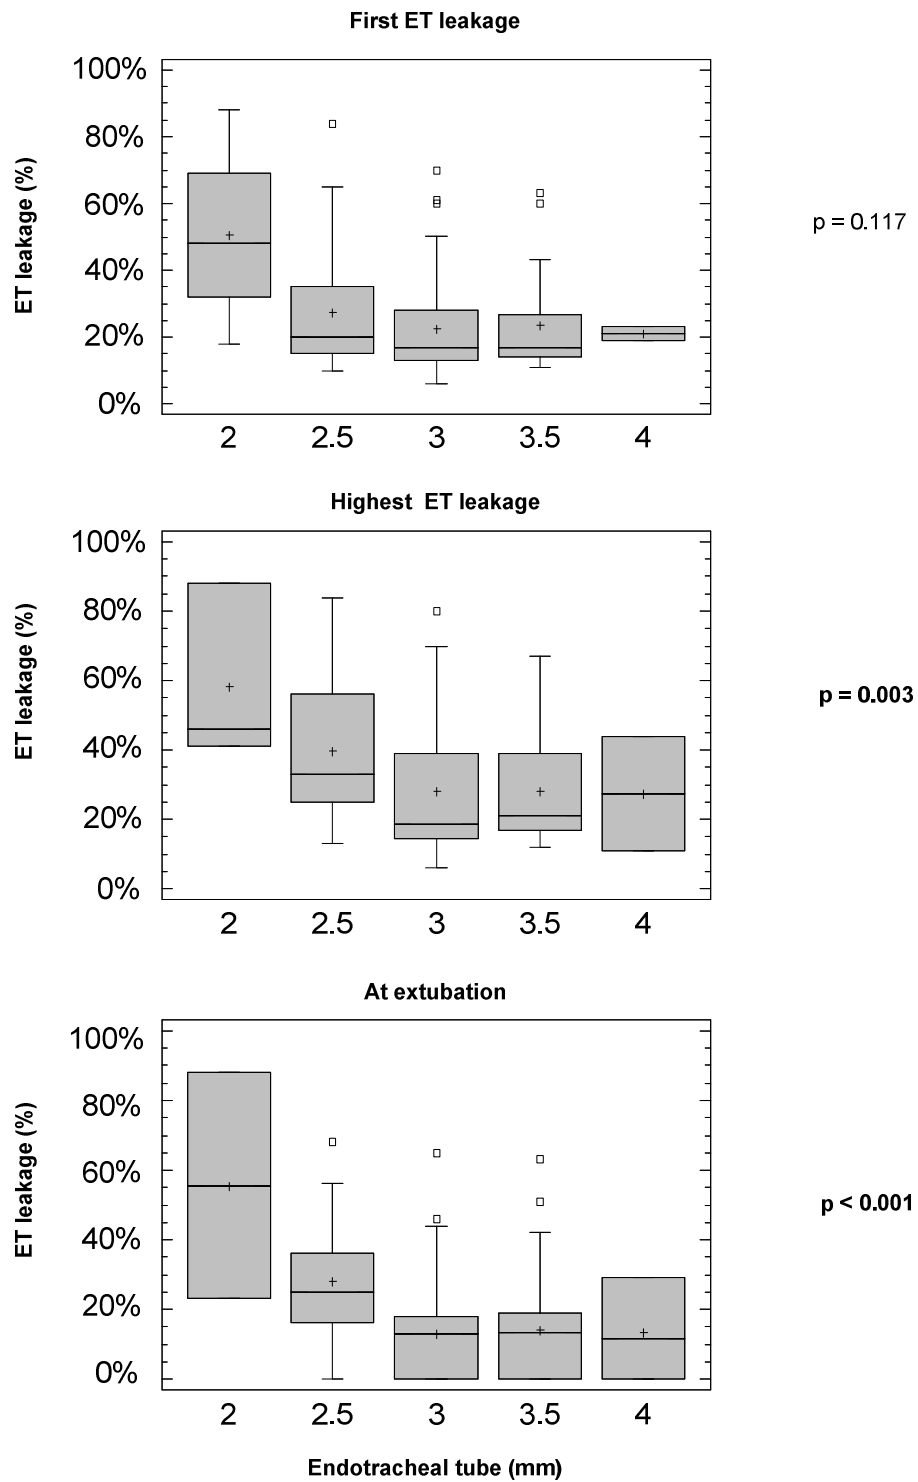 First ET leakage
100%
80%
60%
40%
20%
0%
ET leakage (%)
p = 0.117
2 2.5 3 3.5 4
Highest ET leakage
100%
80%
60%
40%
20%
0%
ET leakage (%)
p = 0.003
2 2.5 3 3.5 4
At extubation
100%
80%
60%
40%
20%
0%
ET leakage (%)
p < 0.001
2 2.5 3 3.5 4
Endotracheal tube (mm)